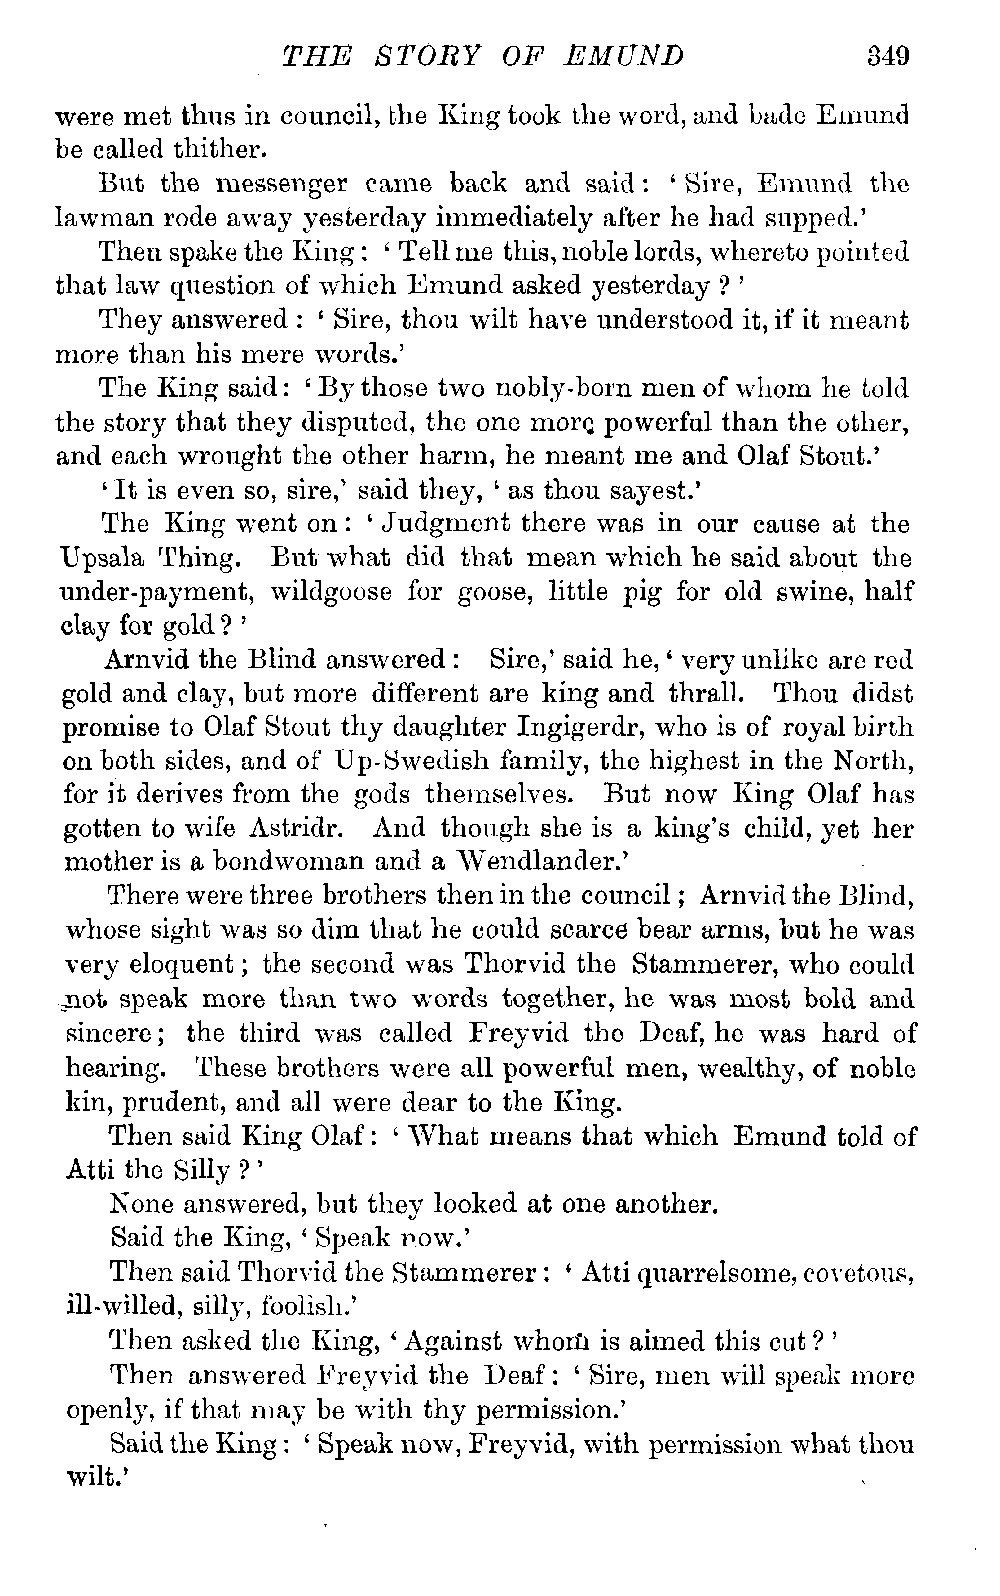 THE STORY OF EMUND 349
were met thus in council, the King took the word, and bade Emund
be called thither.
But the messenger came back and said : ‘ Sire, Emund the
lawman rode away yesterday immediately after he had supped.’
Then spake the King : ‘ Tell me this, noble lords, whereto pointed
that law question of which Emund asked yesterday ? ’
They answered : ‘ Sire, thou wilt have understood it, if it meant
more than his mere words.’
The King said : ‘ By those two nobly-born men of whom he told
the story that they disputed, the one more powerful than the other,
and each wrought the other harm, he meant me and Olaf Stout.’
‘ It is even so, sire,’ said they, ‘ as thou sayest.’
The King went on : ‘ Judgment there was in our cause at the
Upsala Thing. But what did that mean which he said about the
under-payment, wildgoose for goose, little pig for old swine, half
clay for gold ? ’
Arnvid the Blind answered : Sire,’ said he, ‘ very unlike are red
gold and clay, but more different are king and thrall. Thou didst
promise to Olaf Stout thy daughter Ingigerdr, who is of royal birth
on both sides, and of Up-Swedish family, the highest in the North,
for it derives from the gods themselves. But now King Olaf has
gotten to wife Astridr. And though she is a king’s child, yet her
mother is a bondwoman and a Wendlander.’
There were three brothers then in the council ; Arnvid the Blind,
whose sight was so dim that he could scarce bear arms, but he was
very eloquent ; the second was Thorvid the Stammerer, who could
not speak more than two words together, he was most bold and
sincere ; the third was called Freyvid the Deaf, he was hard of
hearing. These brothers were all powerful men, wealthy, of noble
kin, prudent, and all were dear to the King.
Then said King Olaf : ‘ What means that which Emund told of
Atti the Silly ? ’
None answered, but they looked at one another.
Said the King, ‘ Speak now.’
Then said Thorvid the Stammerer : ‘ Atti quarrelsome, covetous,
ill-willed, silly, foolish.’
Then asked the King, ‘ Against whom is aimed this cut ? ’
Then answered Freyvid the Deaf : ‘ Sire, men will speak more
openly, if that may be with thy permission.’
Said the King : ‘ Speak now, Freyvid, with permission what thou
wilt.’